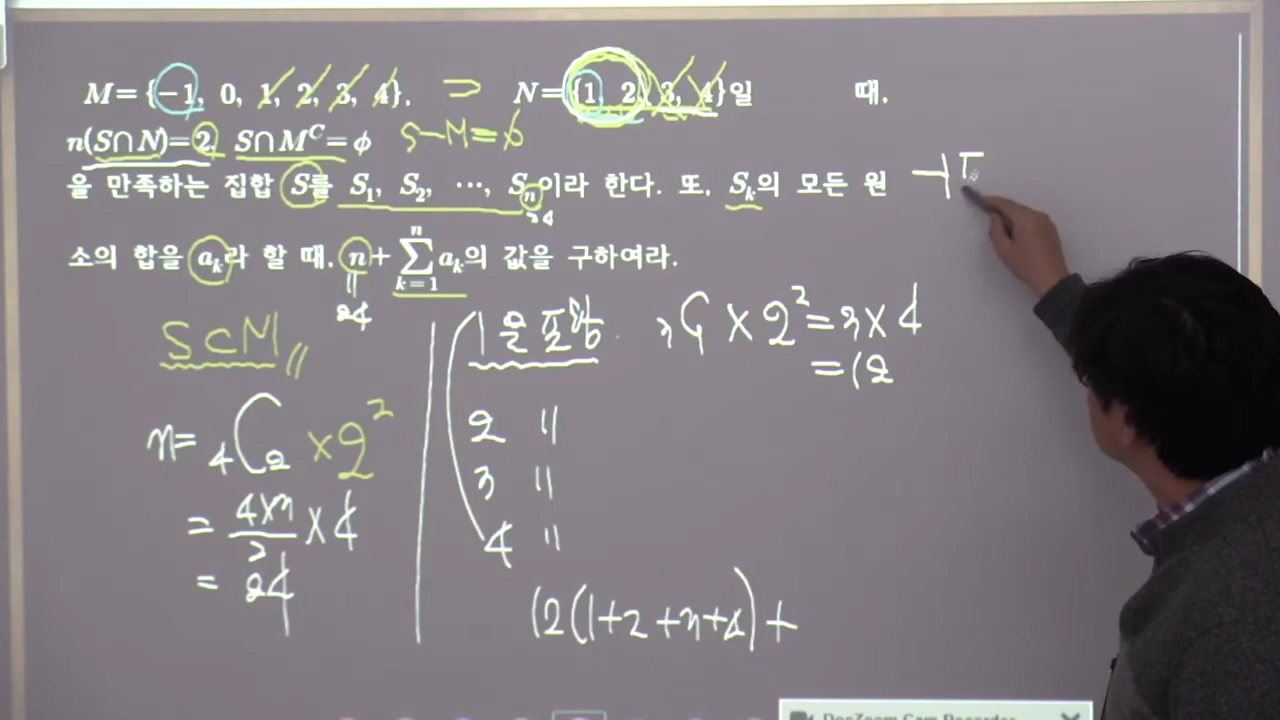 M={-1, 0, 1, 2, 3, 4}, ⊃ N={1, 2, 3, 4}일 때,
n(S∩N)=2, S∩M^C=ϕ S-M=ϕ
을 만족하는 집합 S를 S₁, S₂, ⋯, Sₙ이라 한다. 또, Sₖ의 모든 원
24
소의 합을 aₖ라 할 때, n+∑ₖ₌₁ⁿ aₖ의 값을 구하여라.
=
24
S⊂M
n= ₄C₂ ×2²
= 4×3/2 ×4
= 24
1을 포함. ₃C₁ ×2²=3×4
=12
2 〃
3 〃
4 〃
12(1+2+3+4)+